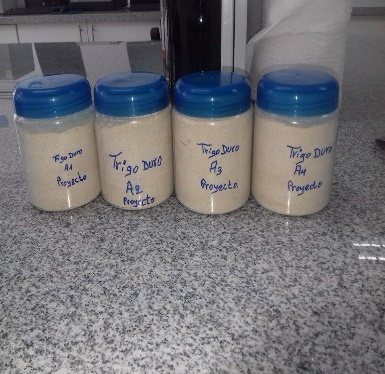 Trigo Duro
A1
Proyecto
Trigo Duro
A2
Proyecto
Trigo Duro
A3
Proyecto.
Trigo Duro
A4
Proyecto